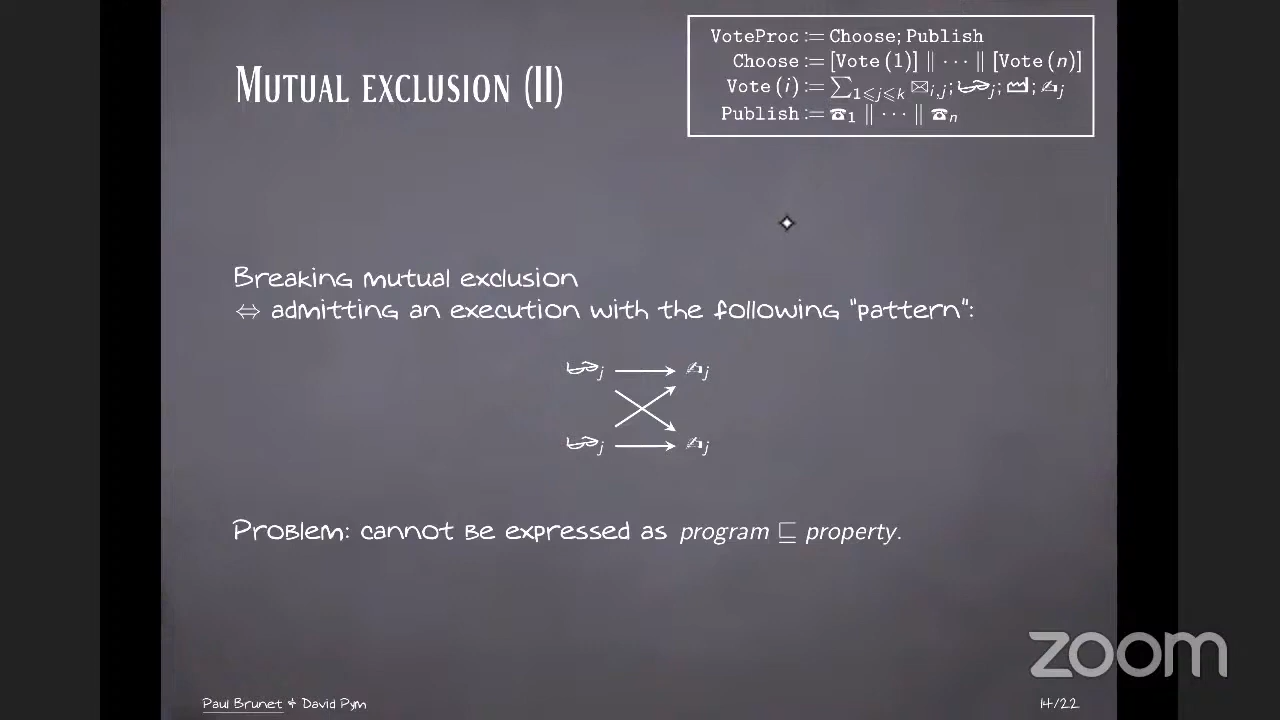 MUTUAL EXCLUSION (II)
VoteProc := Choose; Publish
Choose := [Vote (1)] ∥ ··· ∥ [Vote (n)]
Vote (i) := ∑1⩽j⩽k ✉i,j; 👓j; 🏭; ✍j
Publish := ☎1 ∥ ··· ∥ ☎n
Breaking mutual exclusion
⇔ admitting an execution with the following "pattern":
👓j → ✍j
👓j → ✍j
Problem: cannot be expressed as program ⊑ property.
zoom
Paul Brunet & David Pym
14/22